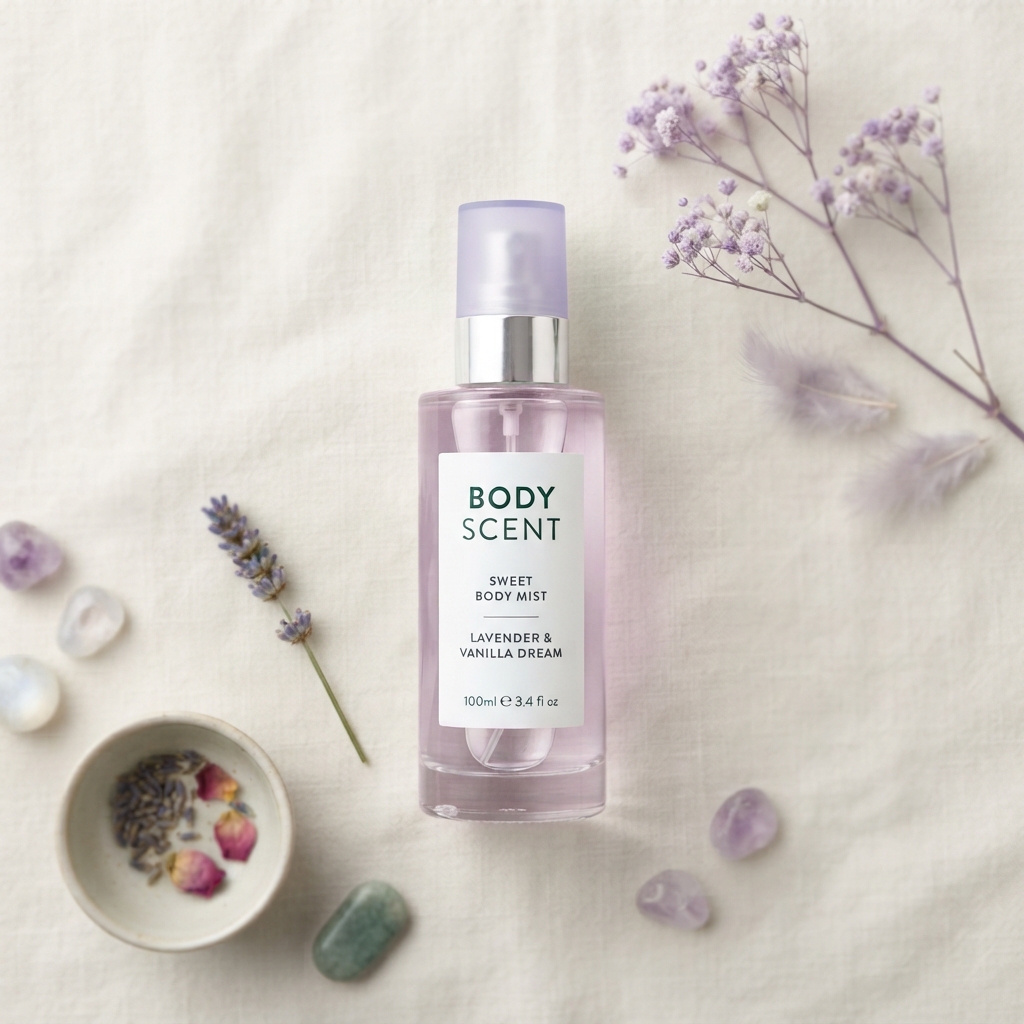 BODY
SCENT
SWEET
BODY MIST
LAVENDER &
VANILLA DREAM
100ml ℮ 3.4 fl oz